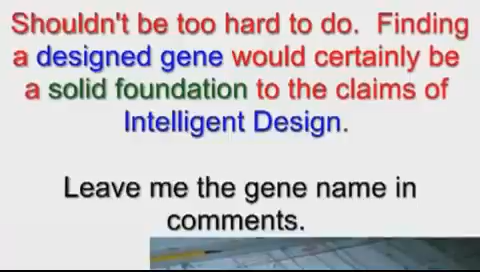 Shouldn't be too hard to do. Finding
a designed gene would certainly be
a solid foundation to the claims of
Intelligent Design.
Leave me the gene name in
comments.